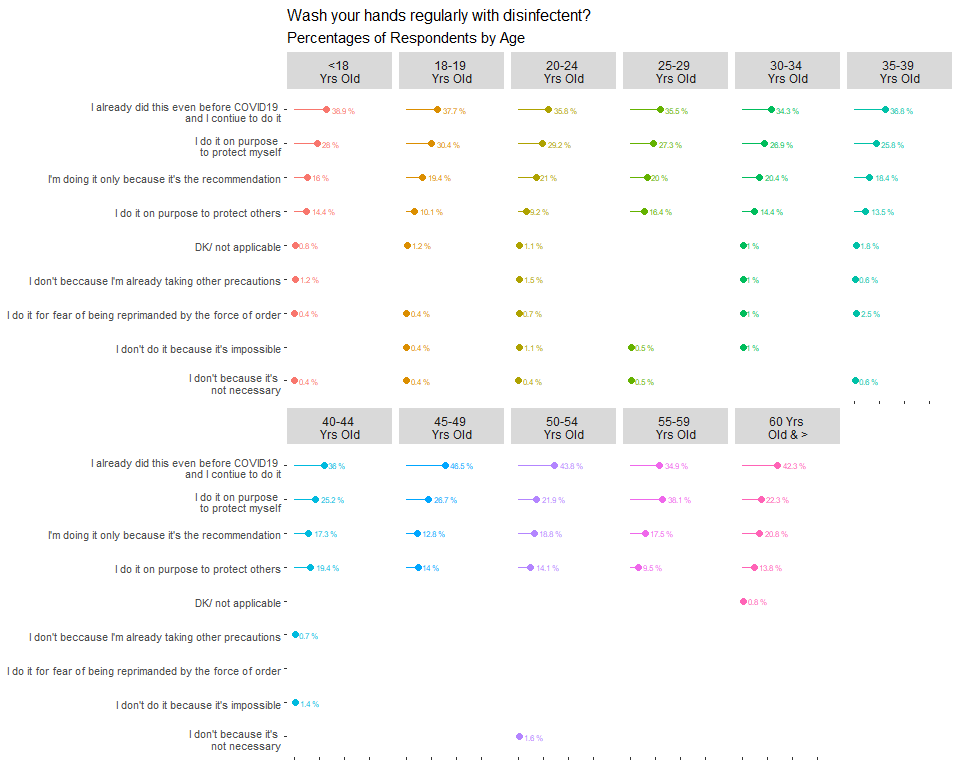 Wash your hands regularly with disinfectent?
Percentages of Respondents by Age
<18 Yrs Old
18-19 Yrs Old
20-24 Yrs Old
25-29 Yrs Old
30-34 Yrs Old
35-39 Yrs Old
I already did this even before COVID19
and I contiue to do it
38.9 % 37.7 % 35.8 % 35.5 % 34.3 % 36.8 %
I do it on purpose
to protect myself
28 % 30.4 % 29.2 % 27.3 % 26.9 % 25.8 %
I'm doing it only because it's the recommendation
16 % 19.4 % 21 % 20 % 20.4 % 18.4 %
I do it on purpose to protect others
14.4 % 10.1 % 9.2 % 16.4 % 14.4 % 13.5 %
DK/ not applicable
0.8 % 1.2 % 1.1 % 1 % 1.8 %
I don't beccause I'm already taking other precautions
1.2 % 1.5 % 1 % 0.6 %
I do it for fear of being reprimanded by the force of order
0.4 % 0.4 % 0.7 % 1 % 2.5 %
I don't do it because it's impossible
0.4 % 1.1 % 0.5 % 1 %
I don't because it's
not necessary
0.4 % 0.4 % 0.4 % 0.5 % 0.6 %
40-44 Yrs Old
45-49 Yrs Old
50-54 Yrs Old
55-59 Yrs Old
60 Yrs Old & >
I already did this even before COVID19
and I contiue to do it
36 % 46.5 % 43.8 % 34.9 % 42.3 %
I do it on purpose
to protect myself
25.2 % 26.7 % 21.9 % 38.1 % 22.3 %
I'm doing it only because it's the recommendation
17.3 % 12.8 % 18.8 % 17.5 % 20.8 %
I do it on purpose to protect others
19.4 % 14 % 14.1 % 9.5 % 13.8 %
DK/ not applicable
0.8 %
I don't beccause I'm already taking other precautions
0.7 %
I do it for fear of being reprimanded by the force of order
I don't do it because it's impossible
1.4 %
I don't because it's
not necessary
1.6 %